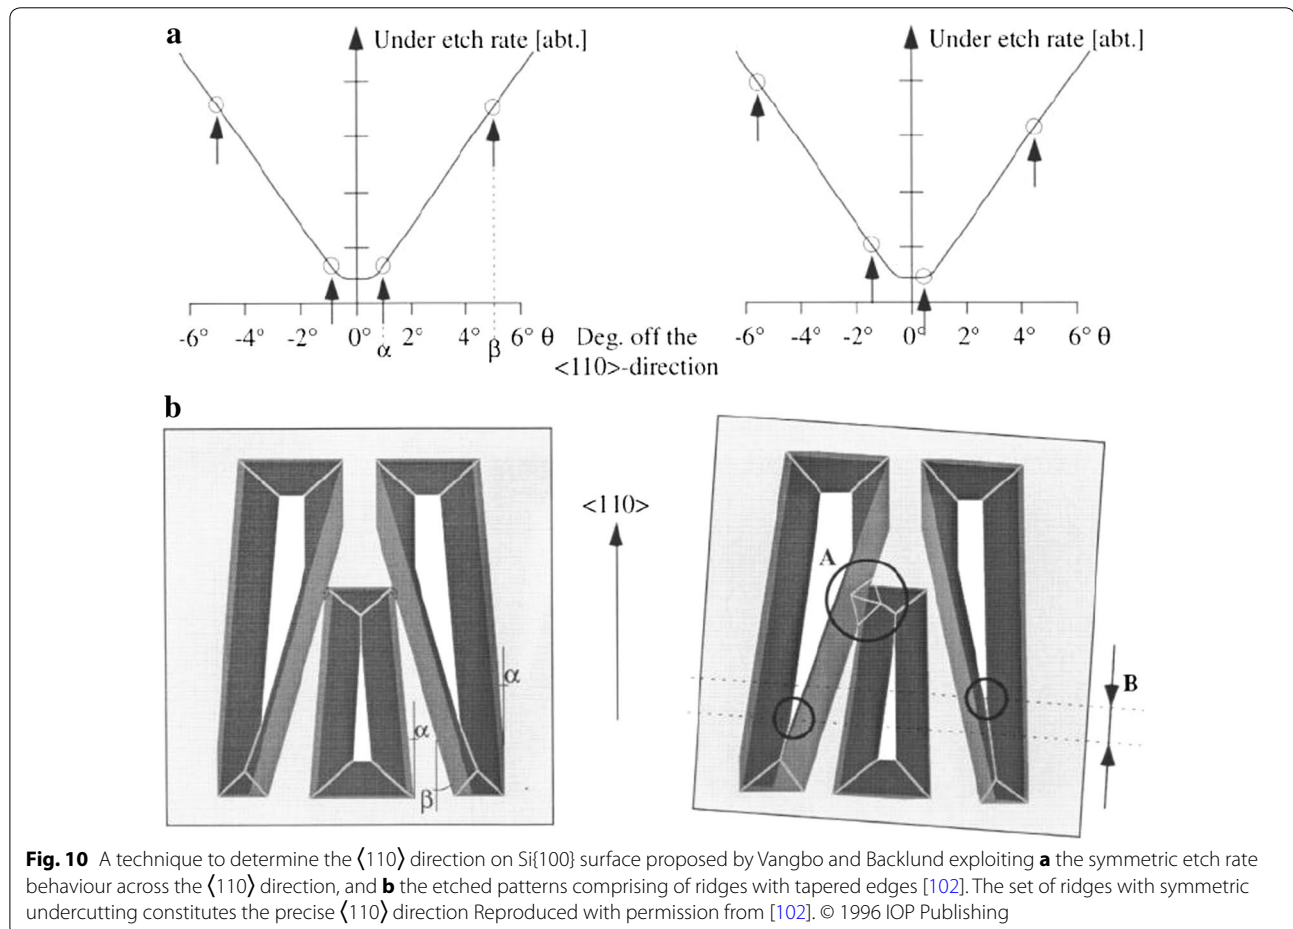 a
Under etch rate [abt.]
Under etch rate [abt.]
-6° -4° -2° 0° 2° 4° 6° θ
α β
Deg. off the
<110>-direction
-6° -4° -2° 0° 2° 4° 6° θ
b
<110>
A
B
α
α
β
Fig. 10 A technique to determine the ⟨110⟩ direction on Si{100} surface proposed by Vangbo and Backlund exploiting a the symmetric etch rate
behaviour across the ⟨110⟩ direction, and b the etched patterns comprising of ridges with tapered edges [102]. The set of ridges with symmetric
undercutting constitutes the precise ⟨110⟩ direction Reproduced with permission from [102]. © 1996 IOP Publishing